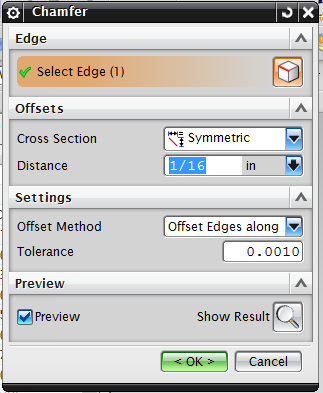 Chamfer
Edge
Select Edge (1)
Offsets
Cross Section Symmetric
Distance 1/16 in
Settings
Offset Method Offset Edges along
Tolerance 0.0010
Preview
Preview Show Result
< OK > Cancel